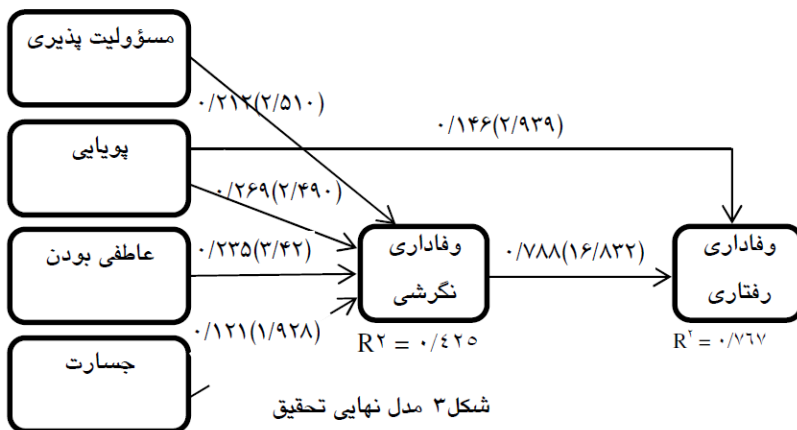 مسؤولیت پذیری
۰/۲۱۲(۲/۵۱۰)
۰/۱۴۶(۲/۹۳۹)
پویایی
۰/۲۶۹(۲/۴۹۰)
عاطفی بودن
۰/۲۳۵(۳/۴۲)
وفاداری
نگرشی
۰/۷۸۸(۱۶/۸۳۲)
وفاداری
رفتاری
۰/۱۲۱(۱/۹۲۸)
R۲ = ۰/٤۲٥
R۲ = ۰/۷٦۷
جسارت
شکل۳ مدل نهایی تحقیق